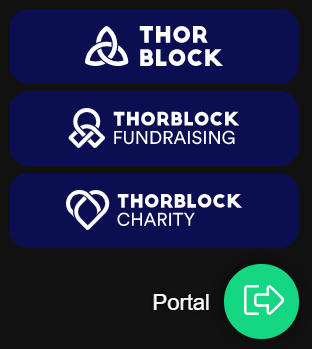 THOR
BLOCK
THORBLOCK
FUNDRAISING
THORBLOCK
CHARITY
Portal